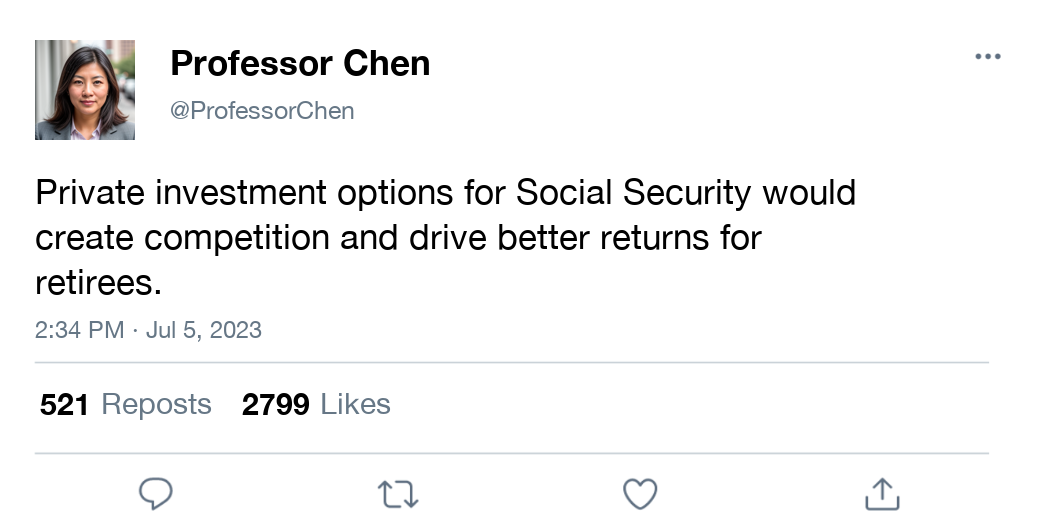 Professor Chen
@ProfessorChen
Private investment options for Social Security would
create competition and drive better returns for
retirees.
2:34 PM · Jul 5, 2023
521 Reposts 2799 Likes